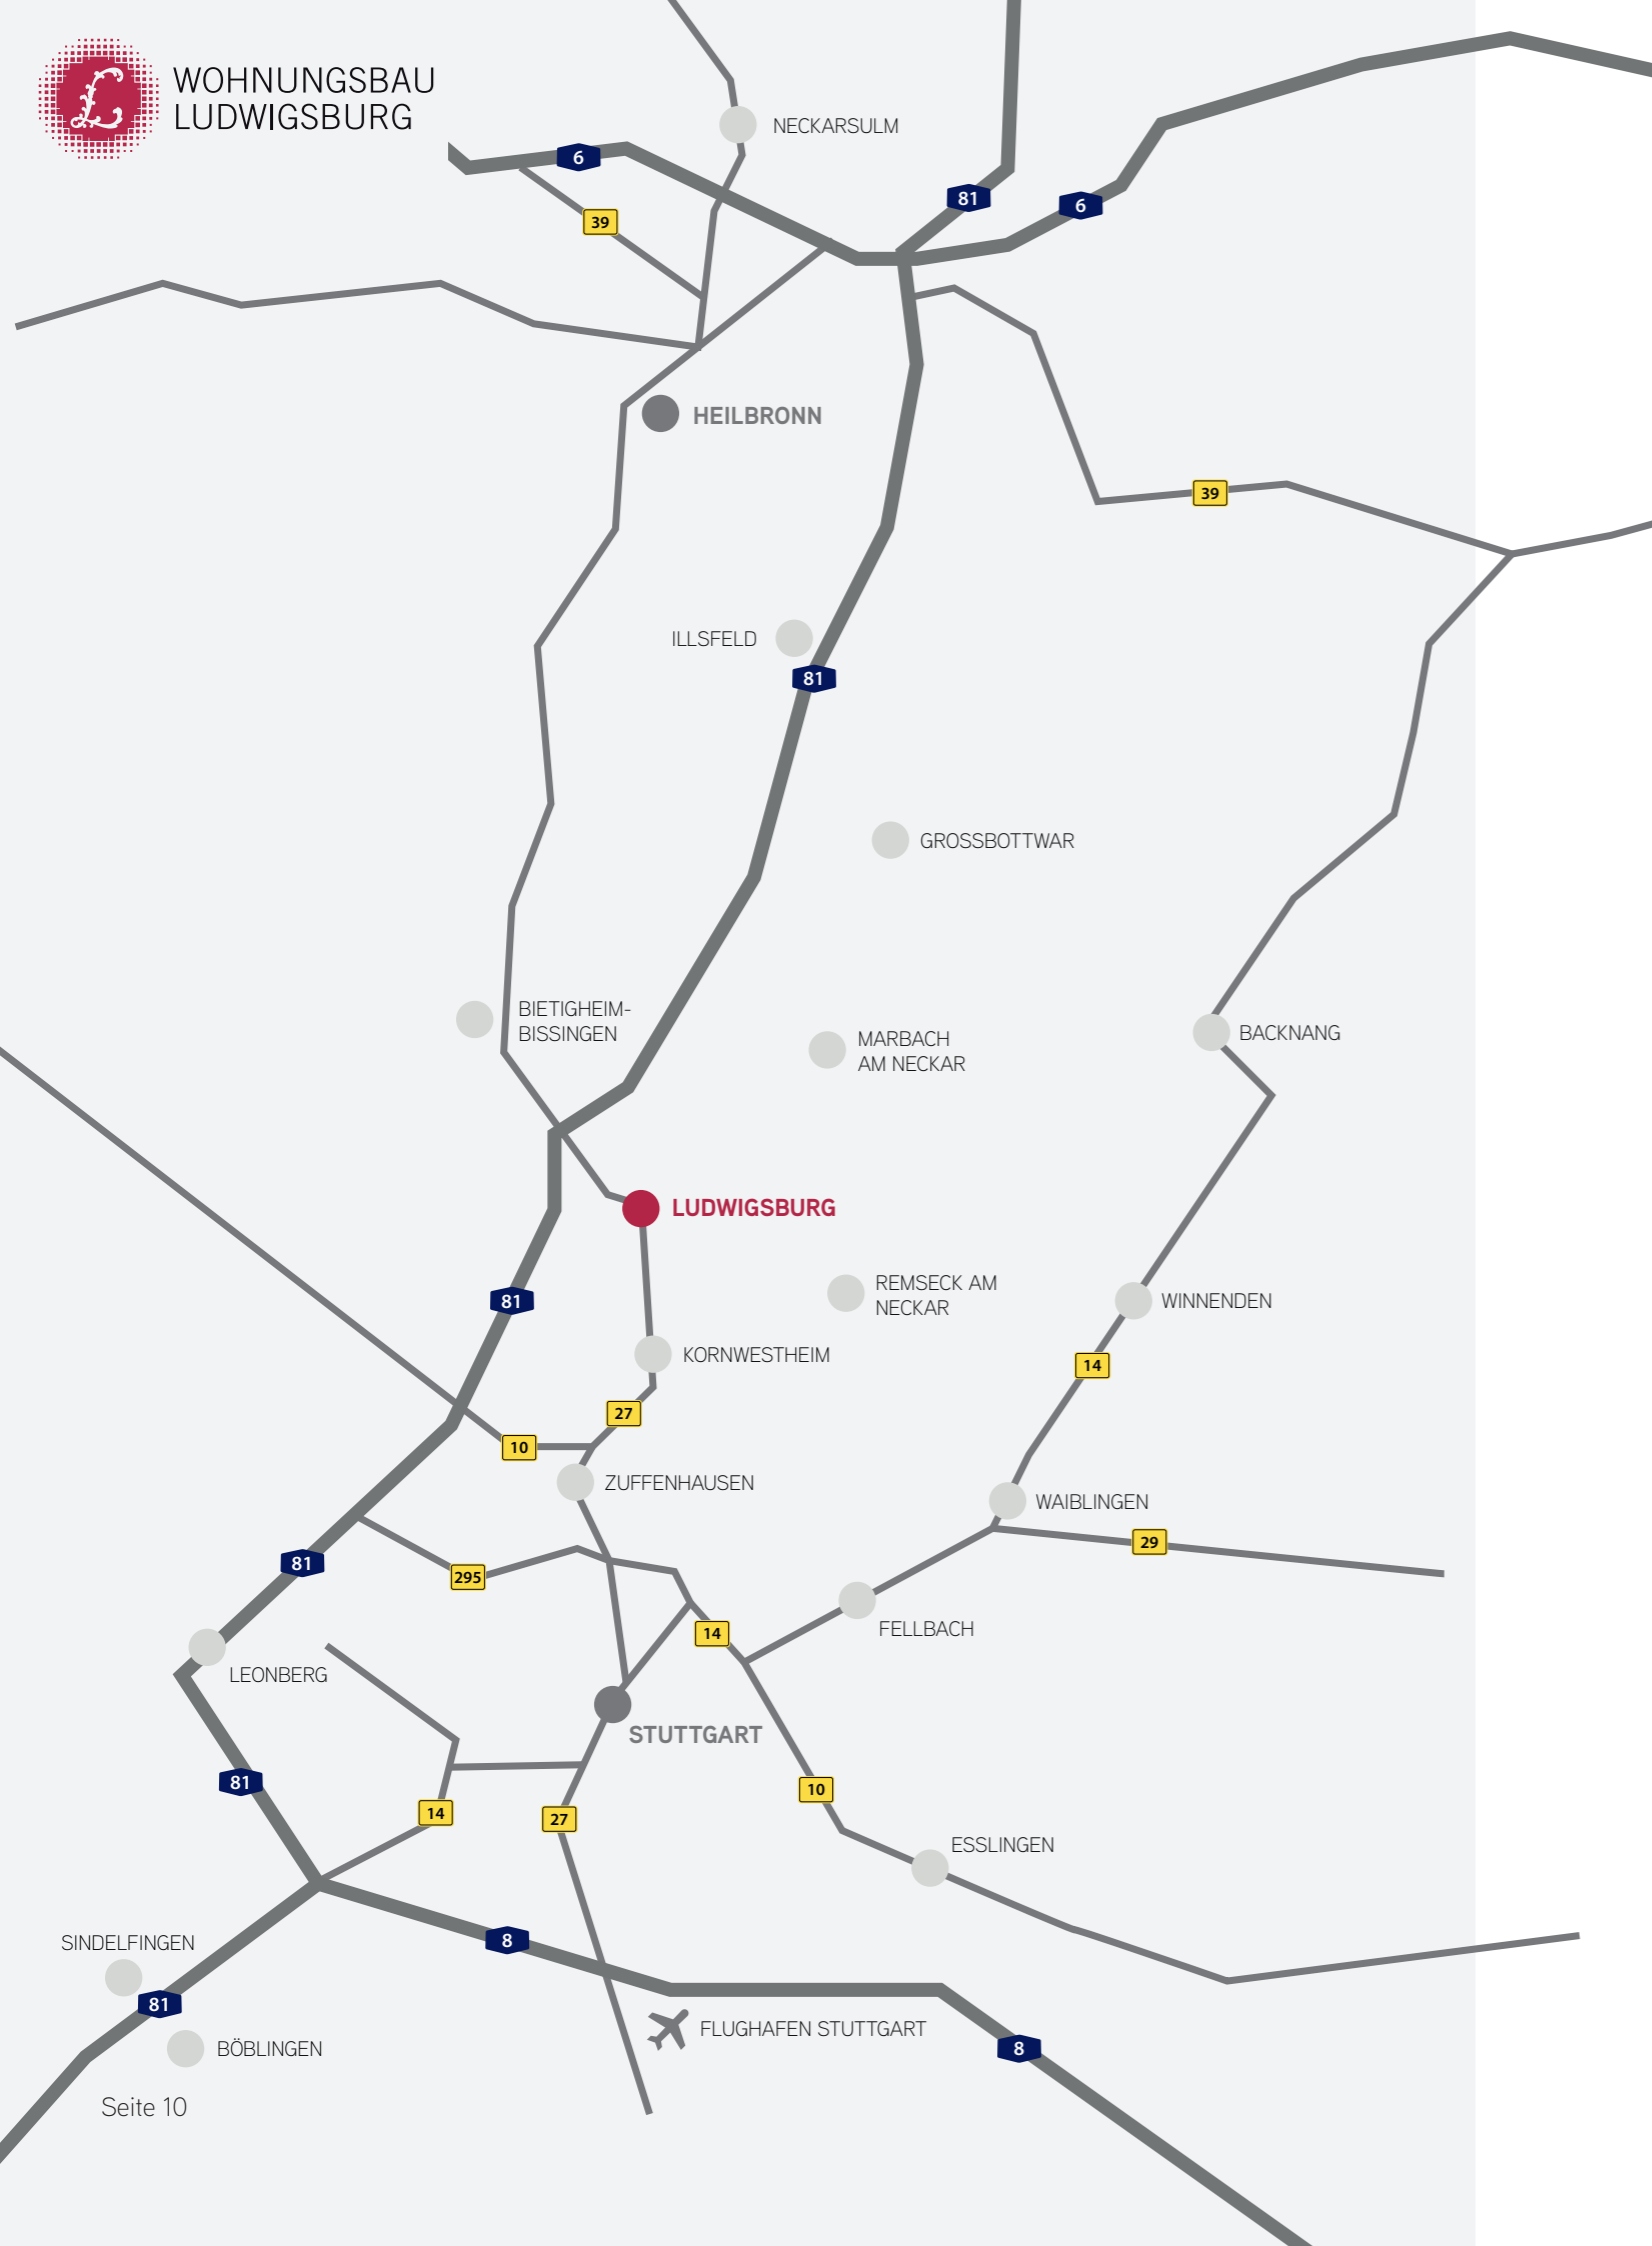 WOHNUNGSBAU
LUDWIGSBURG
NECKARSULM
6
81
6
39
HEILBRONN
39
ILLSFELD
81
GROSSBOTTWAR
BIETIGHEIM-
BISSINGEN
MARBACH
AM NECKAR
BACKNANG
LUDWIGSBURG
REMSECK AM
NECKAR
81
WINNENDEN
KORNWESTHEIM
14
27
10
ZUFFENHAUSEN
WAIBLINGEN
29
81
295
FELLBACH
14
LEONBERG
STUTTGART
81
10
14
27
ESSLINGEN
SINDELFINGEN
8
81
FLUGHAFEN STUTTGART
8
BÖBLINGEN
Seite 10